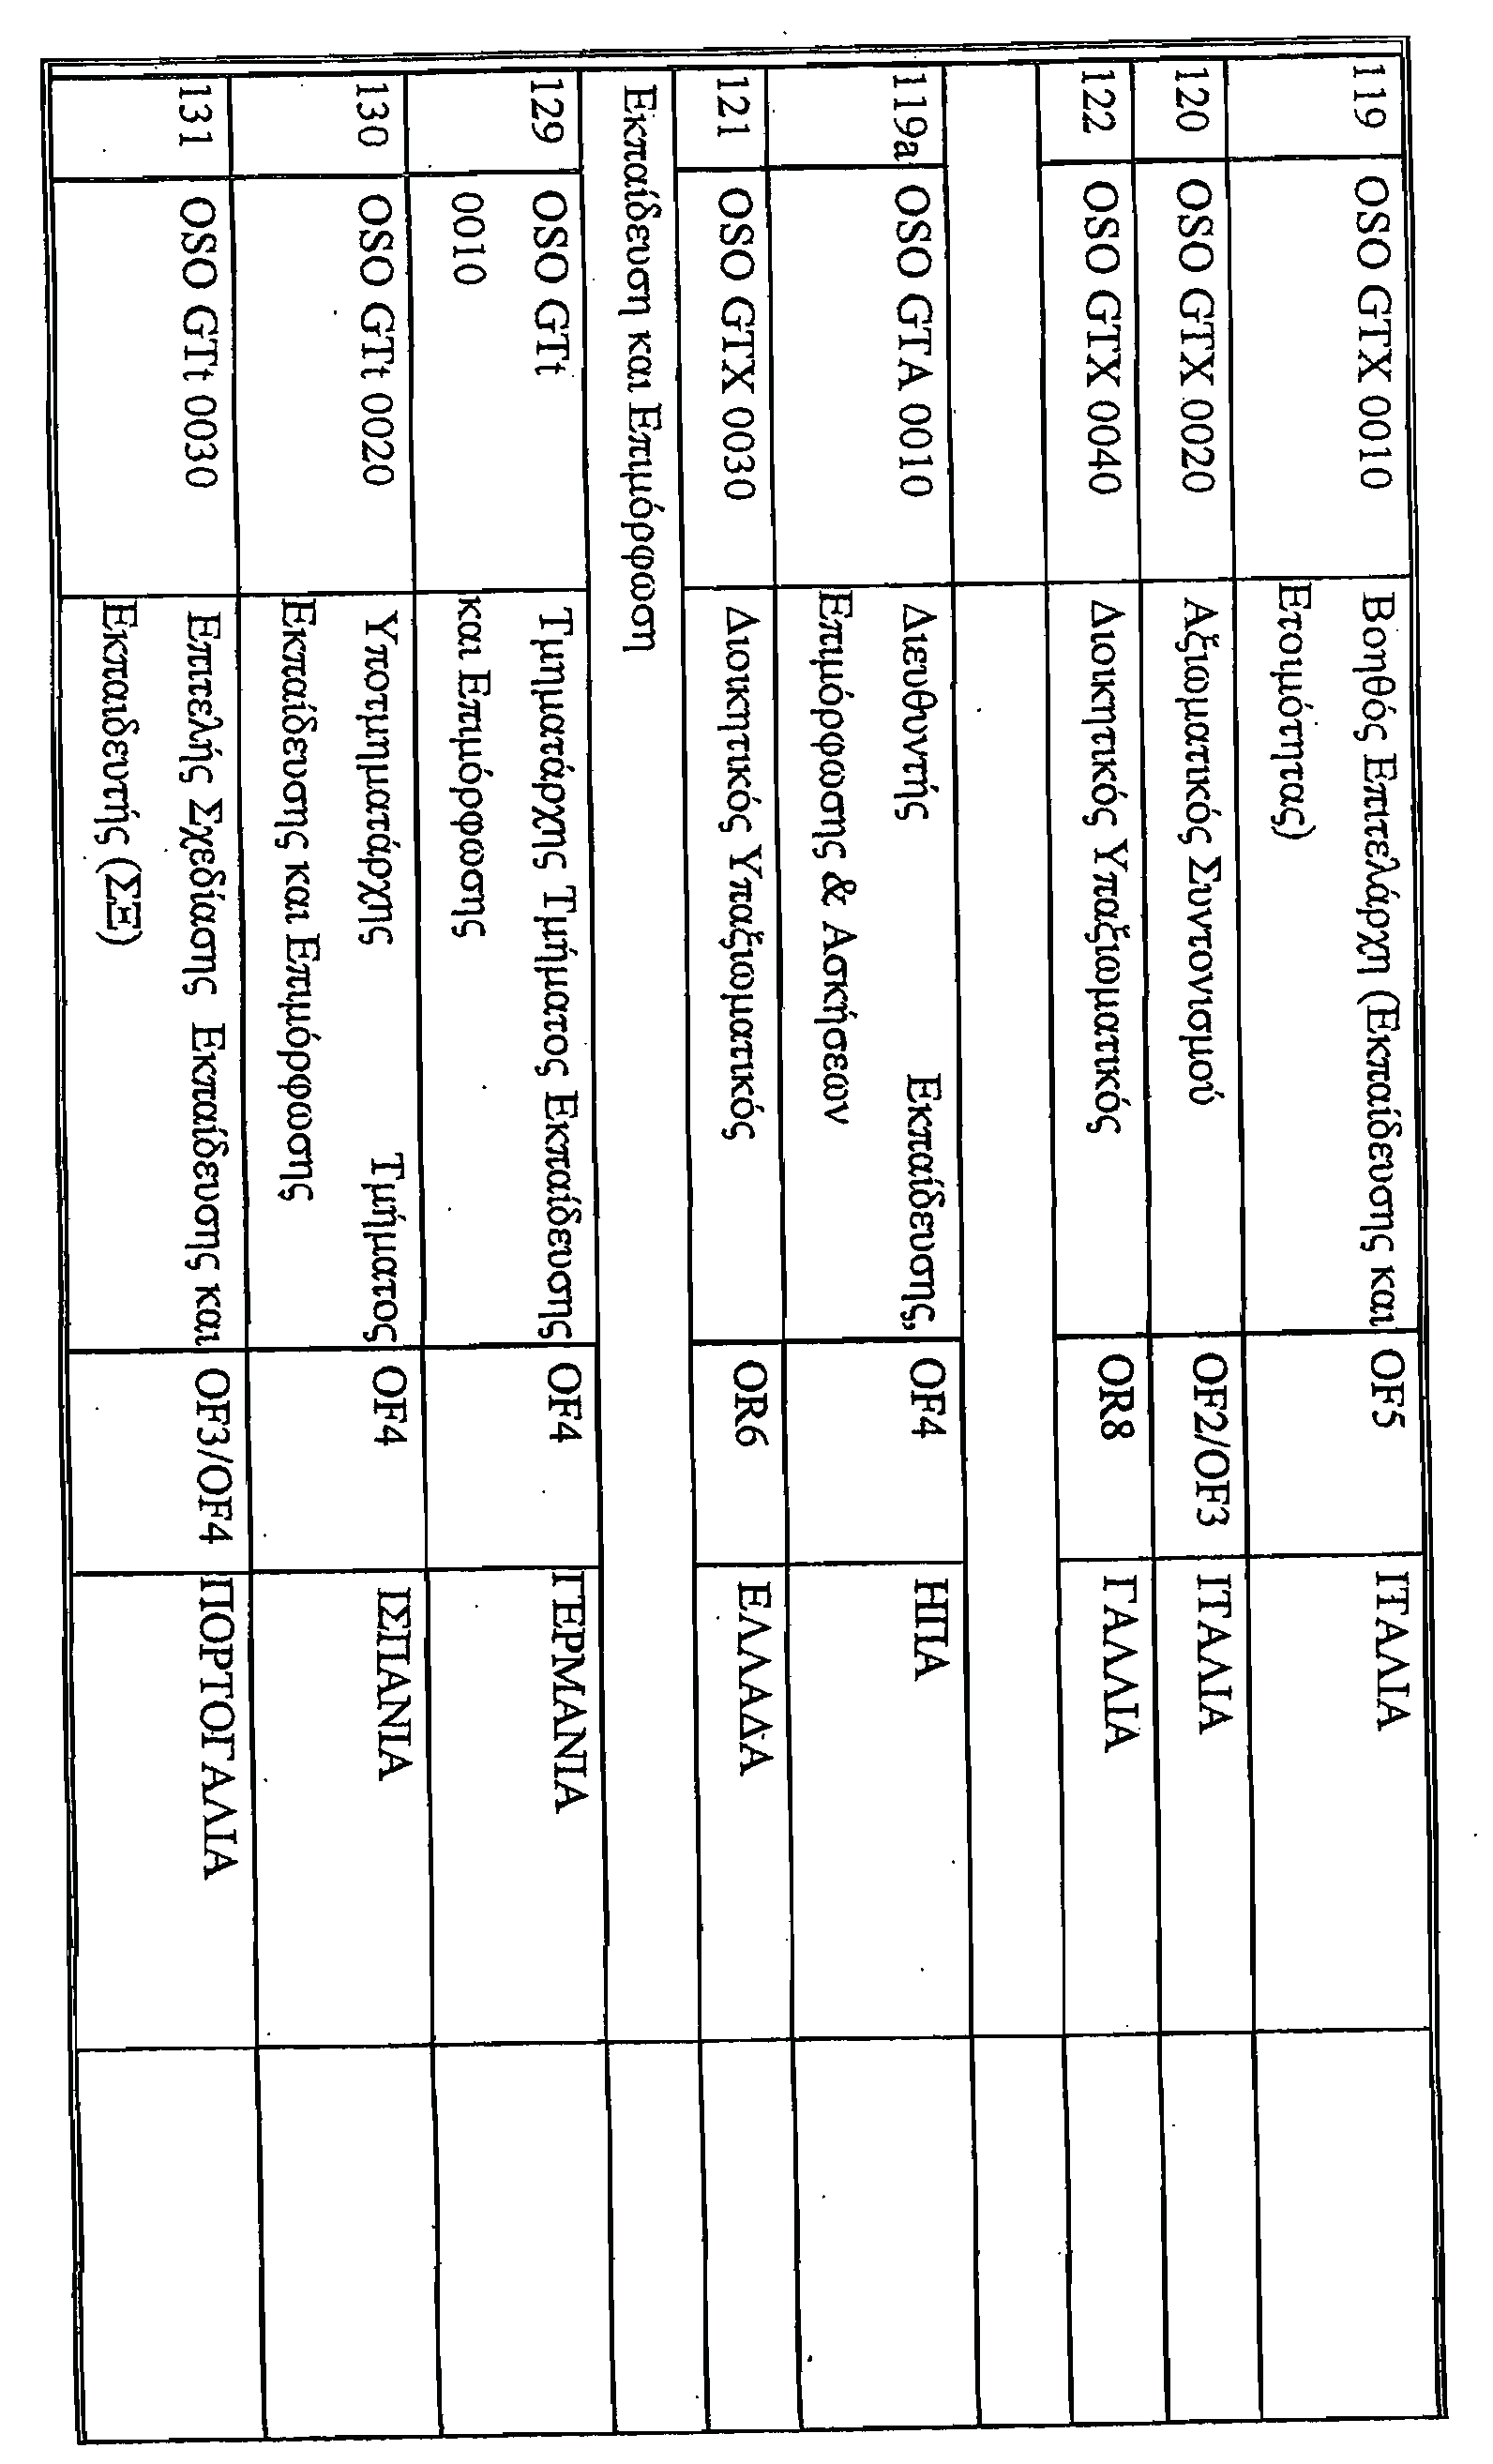 119 OSO GTX 0010 Βοηθός Επιτελάρχη (Εκπαίδευσης και OF5 ΙΤΑΛΙΑ
Ετοιμότητας)
120 OSO GTX 0020 Αξιωματικός Συντονισμού OF2/OF3 ΙΤΑΛΙΑ
122 OSO GTX 0040 Διοικητικός Υπαξιωματικός OR8 ΓΑΛΛΙΑ
119a OSO GTA 0010 Διευθυντής Εκπαίδευσης, OF4 ΗΠΑ
Επιμόρφωσης & Ασκήσεων
121 OSO GTX 0030 Διοικητικός Υπαξιωματικός OR6 ΕΛΛΑΔΑ
Εκπαίδευση και Επιμόρφωση
129 OSO GTt Τμηματάρχης Τμήματος Εκπαίδευσης OF4 ΓΕΡΜΑΝΙΑ
0010 και Επιμόρφωσης
130 OSO GTt 0020 Υποτμηματάρχης Τμήματος OF4 ΙΣΠΑΝΙΑ
Εκπαίδευσης και Επιμόρφωσης
131 OSO GTt 0030 Επιτελής Σχεδίασης Εκπαίδευσης και OF3/OF4 ΠΟΡΤΟΓΑΛΙΑ
Εκπαιδευτής (ΣΞ)